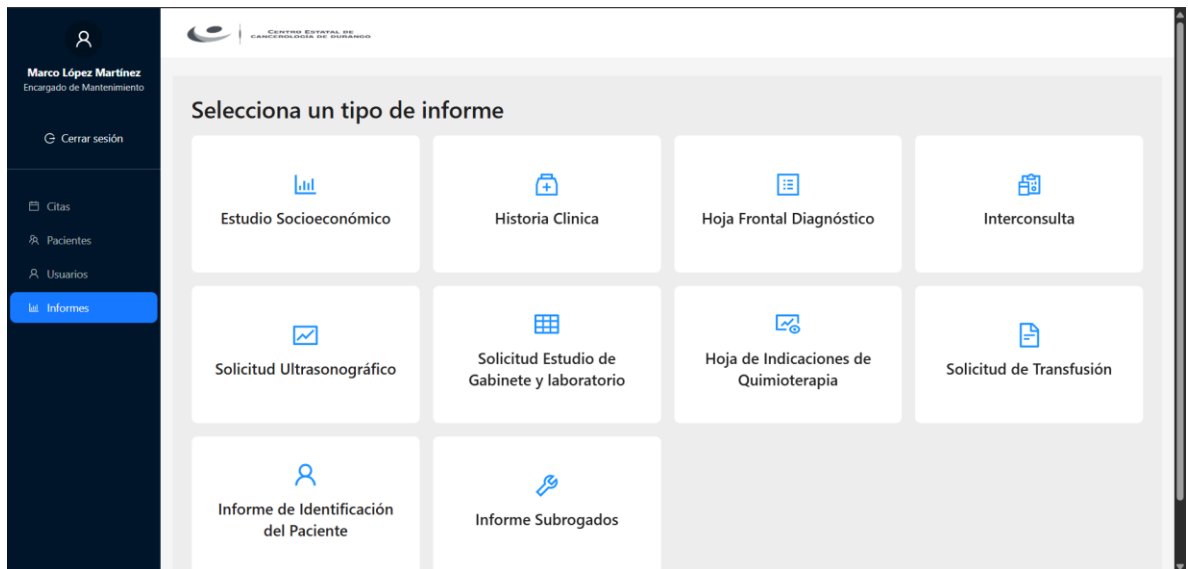 Marco López Martínez
Encargado de Mantenimiento
Cerrar sesión
Citas
Pacientes
Usuarios
Informes
CENTRO ESTATAL DE
CANCEROLOGÍA DE DURANGO
Selecciona un tipo de informe
Estudio Socioeconómico
Historia Clinica
Hoja Frontal Diagnóstico
Interconsulta
Solicitud Ultrasonográfico
Solicitud Estudio de
Gabinete y laboratorio
Hoja de Indicaciones de
Quimioterapia
Solicitud de Transfusión
Informe de Identificación
del Paciente
Informe Subrogados